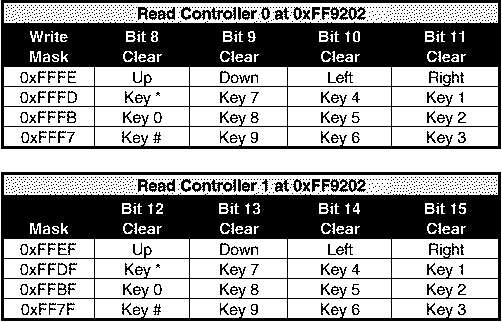 Read Controller 0 at 0xFF9202
Write Mask Bit 8 Clear Bit 9 Clear Bit 10 Clear Bit 11 Clear
0xFFFE Up Down Left Right
0xFFFD Key * Key 7 Key 4 Key 1
0xFFFB Key 0 Key 8 Key 5 Key 2
0xFFF7 Key # Key 9 Key 6 Key 3
Read Controller 1 at 0xFF9202
Mask Bit 12 Clear Bit 13 Clear Bit 14 Clear Bit 15 Clear
0xFFEF Up Down Left Right
0xFFDF Key * Key 7 Key 4 Key 1
0xFFBF Key 0 Key 8 Key 5 Key 2
0xFF7F Key # Key 9 Key 6 Key 3